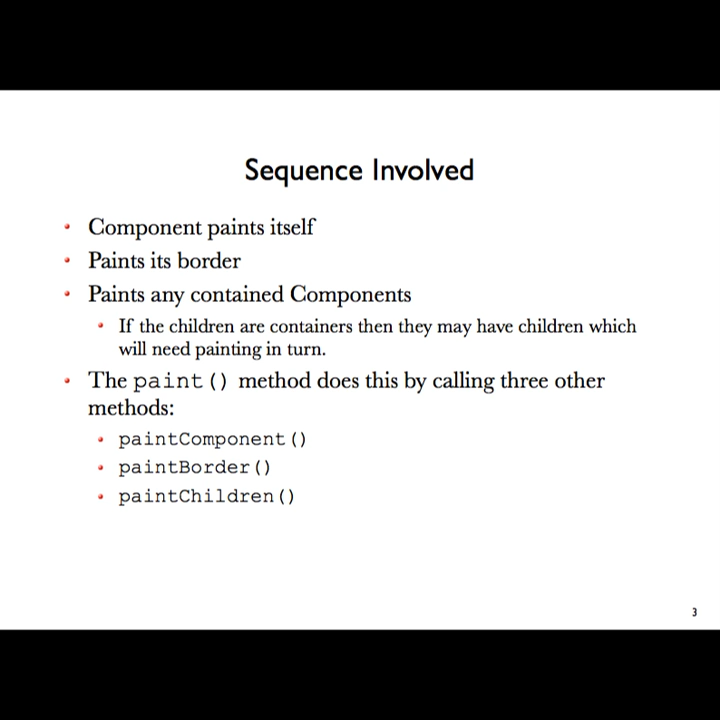 Sequence Involved
• Component paints itself
• Paints its border
• Paints any contained Components
• If the children are containers then they may have children which
will need painting in turn.
• The paint() method does this by calling three other
methods:
• paintComponent()
• paintBorder()
• paintChildren()
3